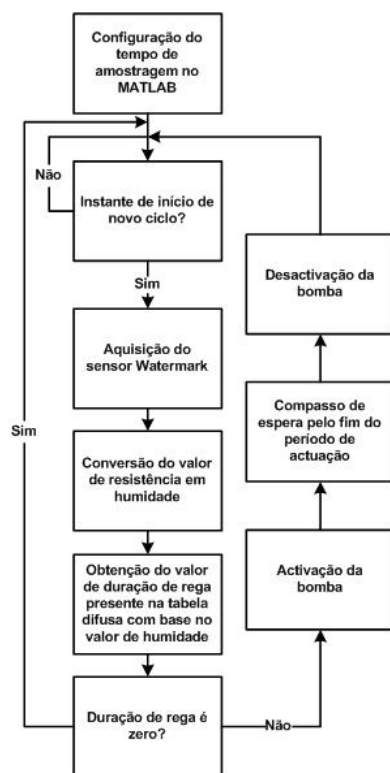 Configuração do
tempo de
amostragem no
MATLAB
Não
Instante de início de
novo ciclo?
Sim
Aquisição do
sensor Watermark
Sim
Conversão do valor
de resistência em
humidade
Obtenção do valor
de duração de rega
presente na tabela
difusa com base no
valor de humidade
Duração de rega é
zero?
Não
Activação da
bomba
Compasso de
espera pelo fim do
período de
actuação
Desactivação da
bomba